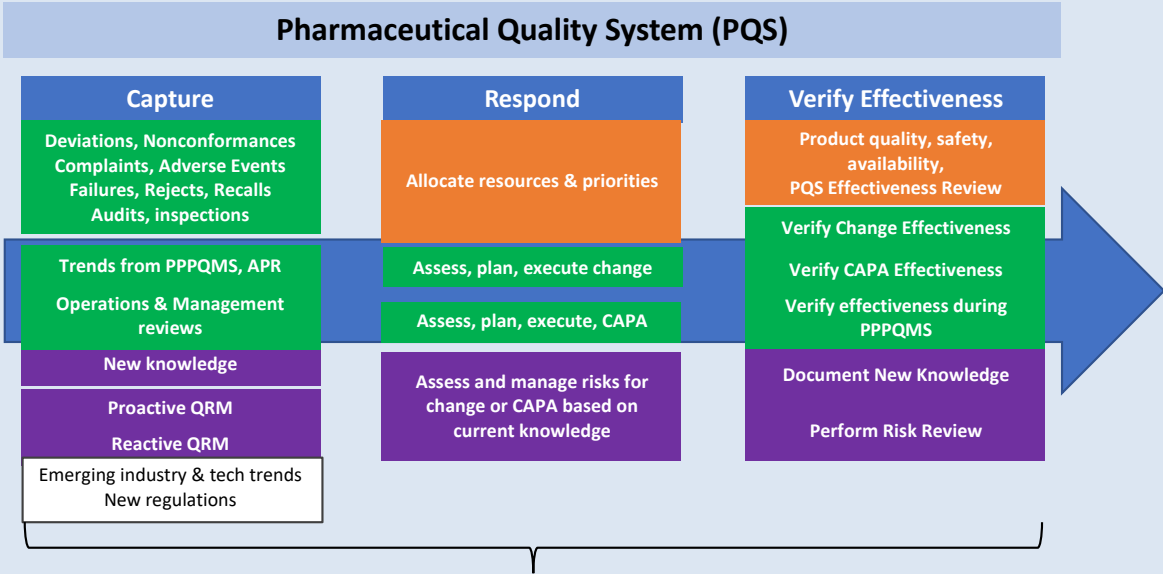 Pharmaceutical Quality System (PQS)
Capture
Deviations, Nonconformances
Complaints, Adverse Events
Failures, Rejects, Recalls
Audits, inspections
Trends from PPPQMS, APR
Operations & Management
reviews
New knowledge
Proactive QRM
Reactive QRM
Emerging industry & tech trends
New regulations
Respond
Allocate resources & priorities
Assess, plan, execute change
Assess, plan, execute, CAPA
Assess and manage risks for
change or CAPA based on
current knowledge
Verify Effectiveness
Product quality, safety,
availability,
PQS Effectiveness Review
Verify Change Effectiveness
Verify CAPA Effectiveness
Verify effectiveness during
PPPQMS
Document New Knowledge
Perform Risk Review